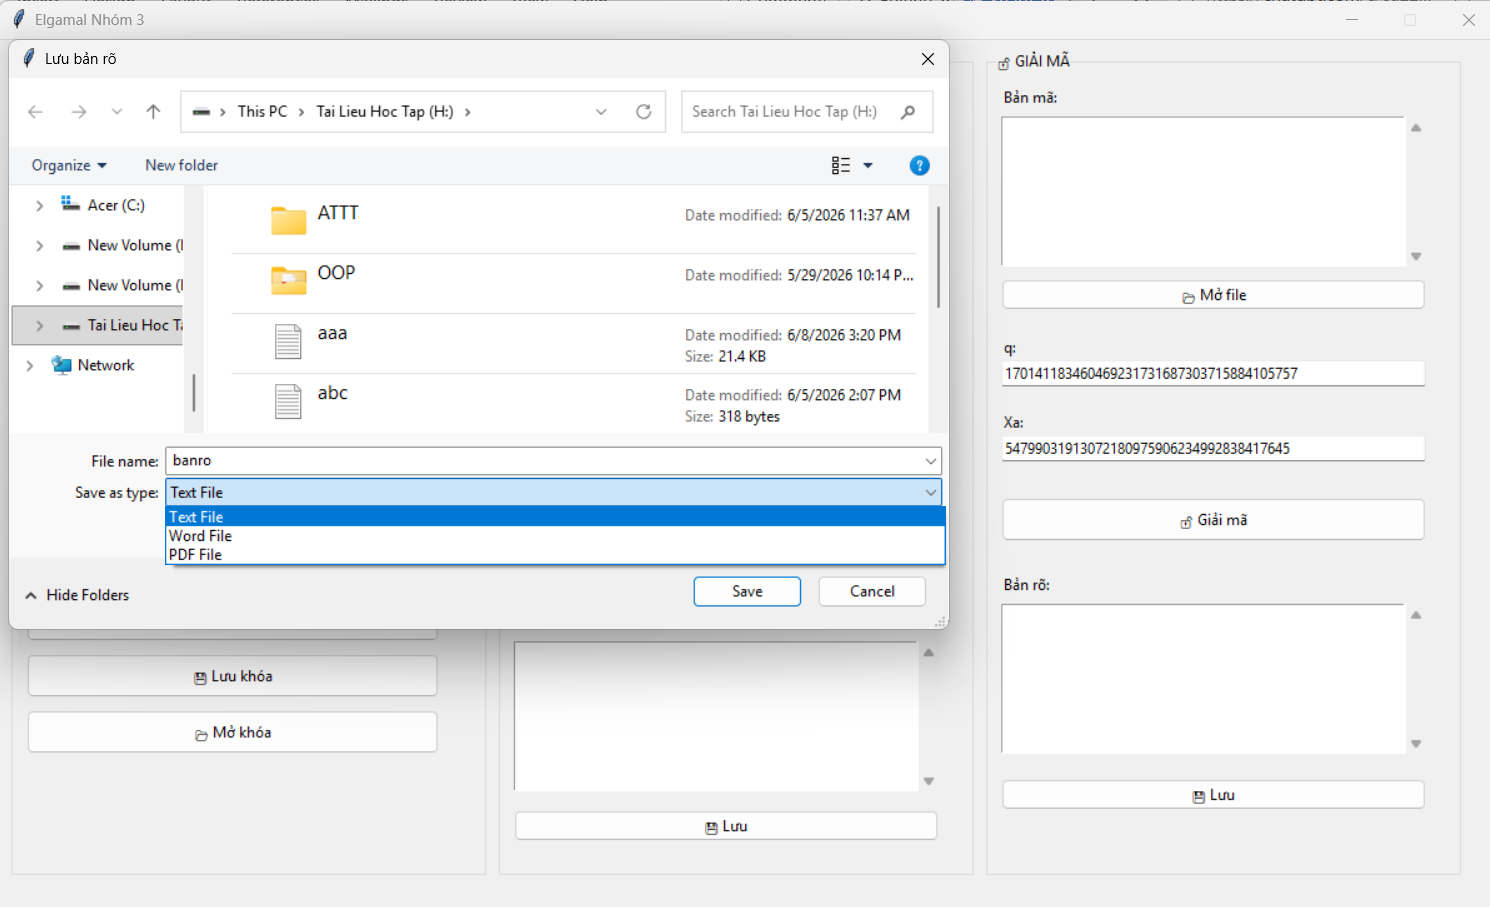 Elgamal Nhóm 3
Lưu bản rõ
This PC
Tai Lieu Hoc Tap (H:)
Search Tai Lieu Hoc Tap (H:)
Organize
New folder
Acer (C:)
New Volume (
New Volume (
Tai Lieu Hoc Ta
Network
ATTT
Date modified: 6/5/2026 11:37 AM
OOP
Date modified: 5/29/2026 10:14 P...
aaa
Date modified: 6/8/2026 3:20 PM
Size: 21.4 KB
abc
Date modified: 6/5/2026 2:07 PM
Size: 318 bytes
File name: banro
Save as type: Text File
Text File
Word File
PDF File
Hide Folders
Save
Cancel
Lưu khóa
Mở khóa
Lưu
GIẢI MÃ
Bản mã:
Mở file
q:
170141183460469231731687303715884105757
Xa:
54799031913072180975906234992838417645
Giải mã
Bản rõ:
Lưu